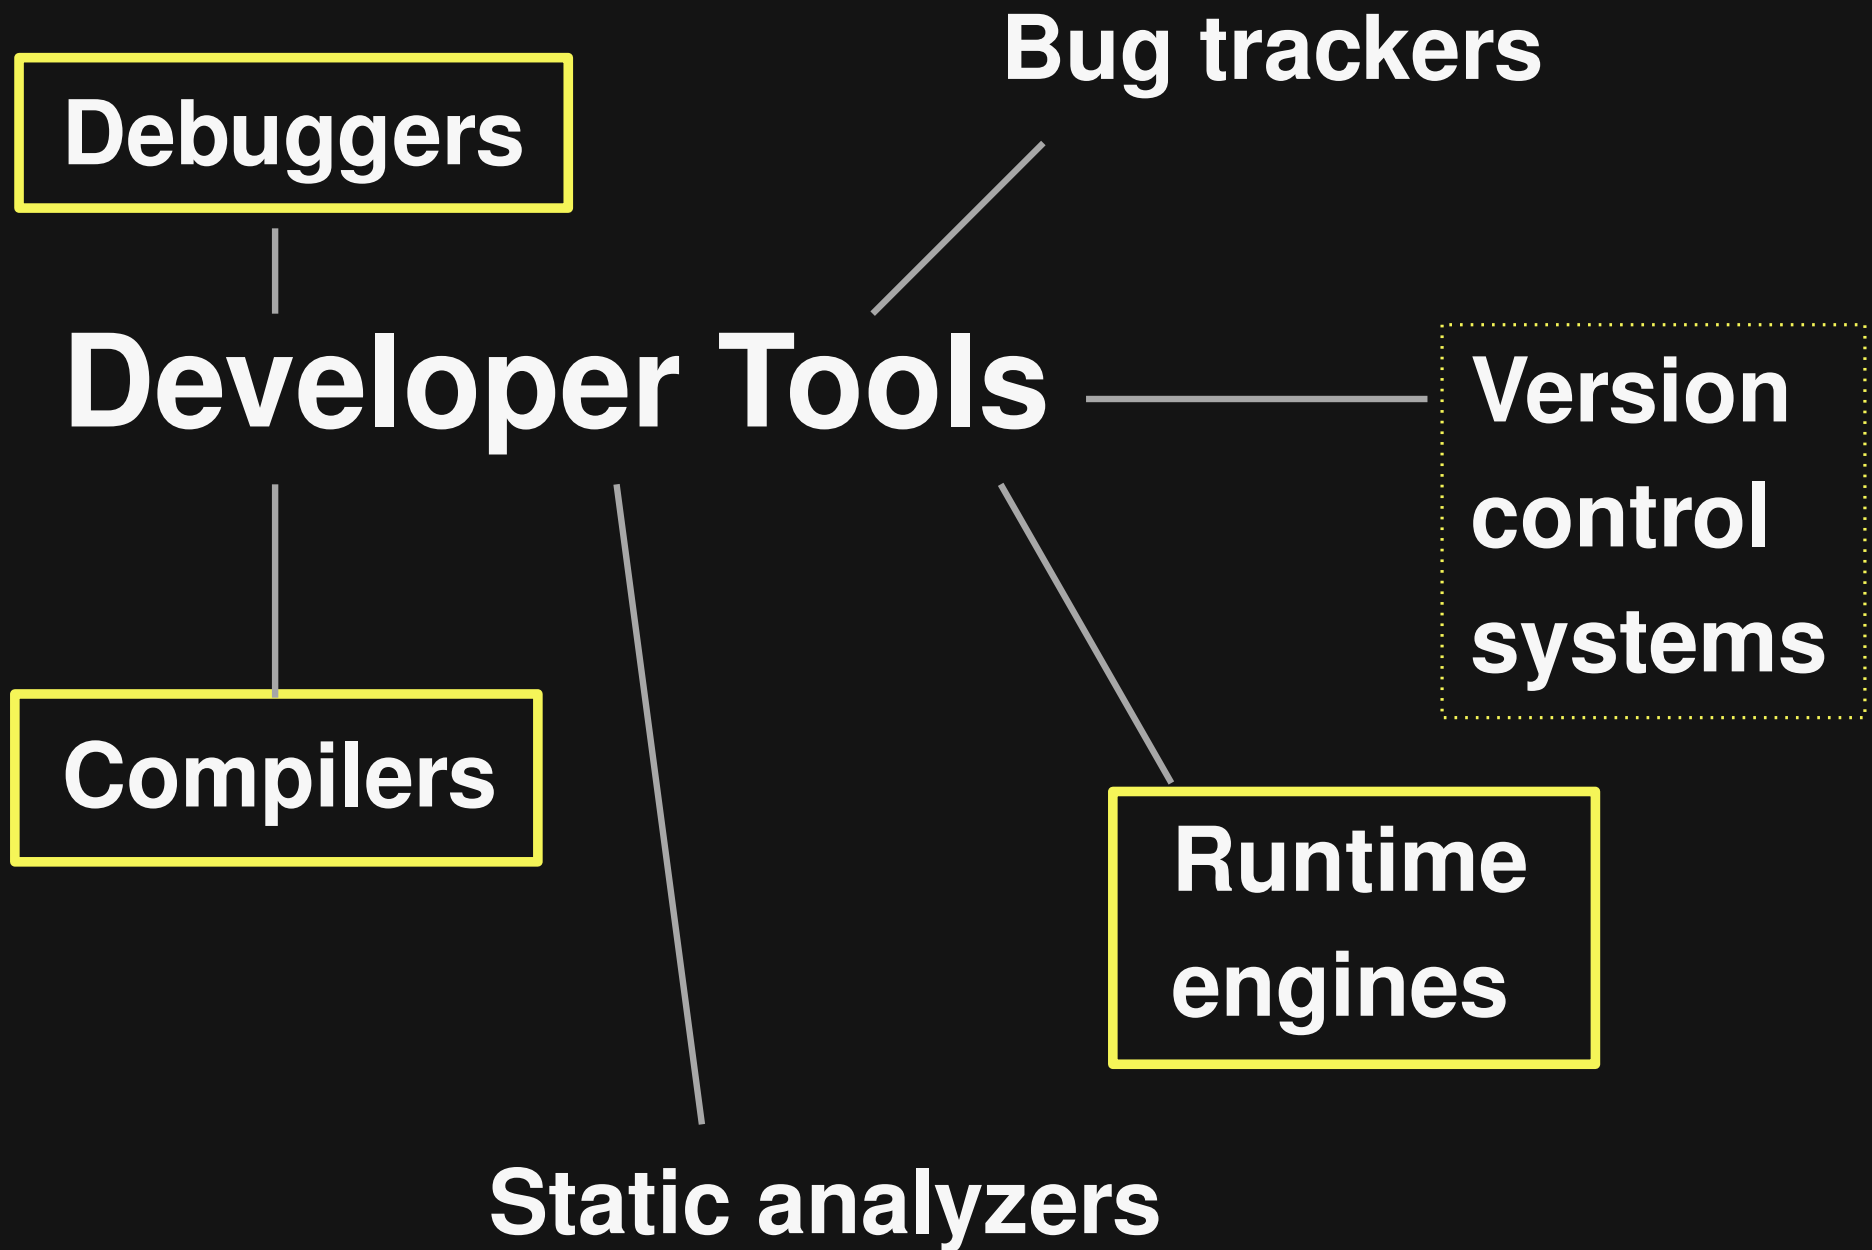 Bug trackers
Debuggers
Developer Tools
Version
control
systems
Compilers
Runtime
engines
Static analyzers